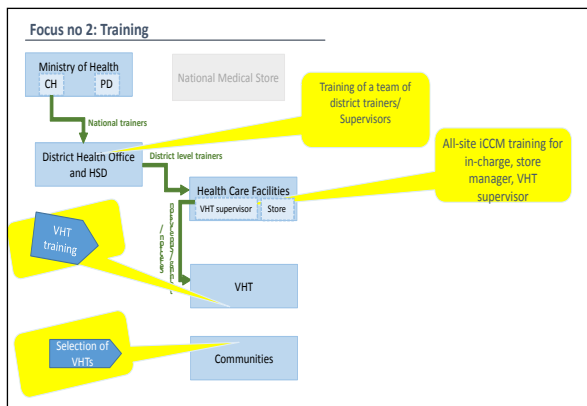 Focus no 2: Training
Ministry of Health
CH
PD
National Medical Store
National trainers
Training of a team of
district trainers/
Supervisors
District Health Office
and HSD
District level trainers
All-site iCCM training for
in-charge, store
manager, VHT
supervisor
Health Care Facilities
VHT supervisor
Store
VHT
training
VHT
Selection of
VHTs
Communities